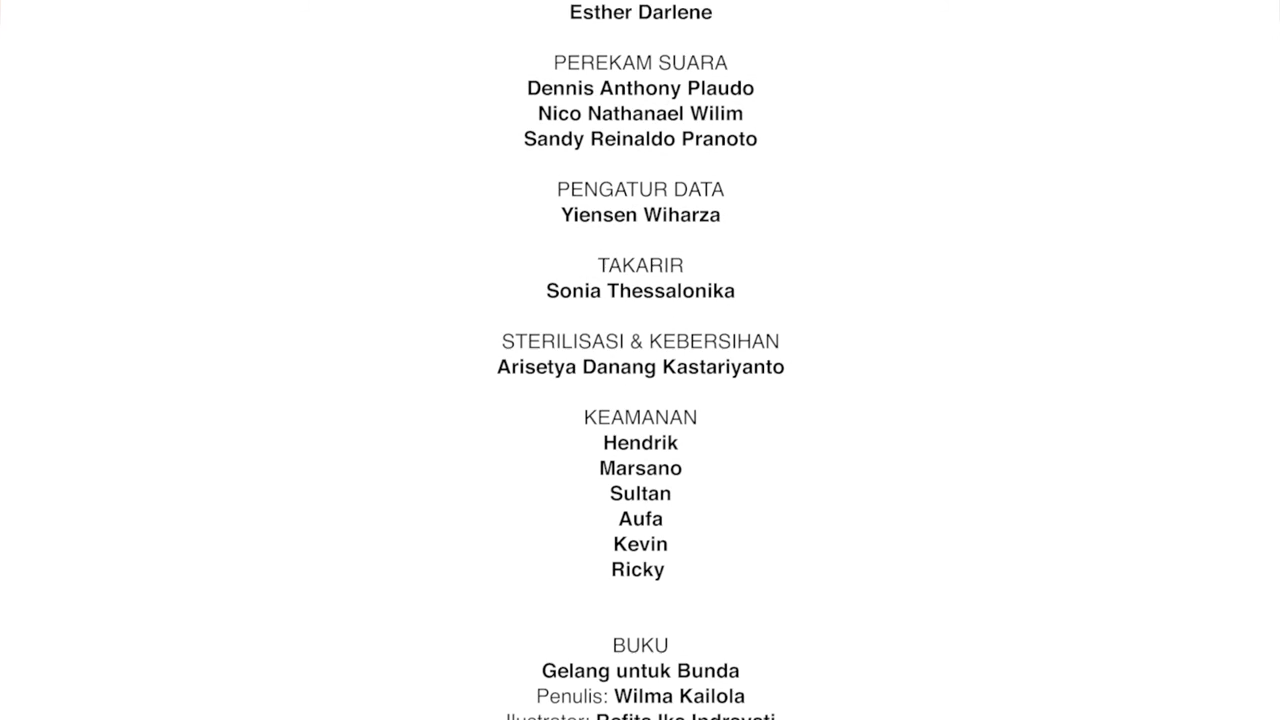 Esther Darlene
PEREKAM SUARA
Dennis Anthony Plaudo
Nico Nathanael Wilim
Sandy Reinaldo Pranoto
PENGATUR DATA
Yiensen Wiharza
TAKARIR
Sonia Thessalonika
STERILISASI & KEBERSIHAN
Arisetya Danang Kastariyanto
KEAMANAN
Hendrik
Marsano
Sultan
Aufa
Kevin
Ricky
BUKU
Gelang untuk Bunda
Penulis: Wilma Kailola
Ilustrator: